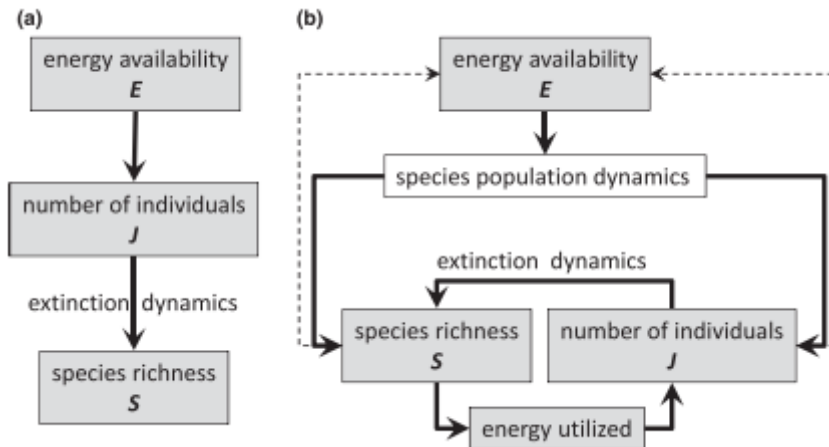 (a)
energy availability
E
number of individuals
J
extinction dynamics
species richness
S
(b)
energy availability
E
species population dynamics
extinction dynamics
species richness
S
number of individuals
J
energy utilized